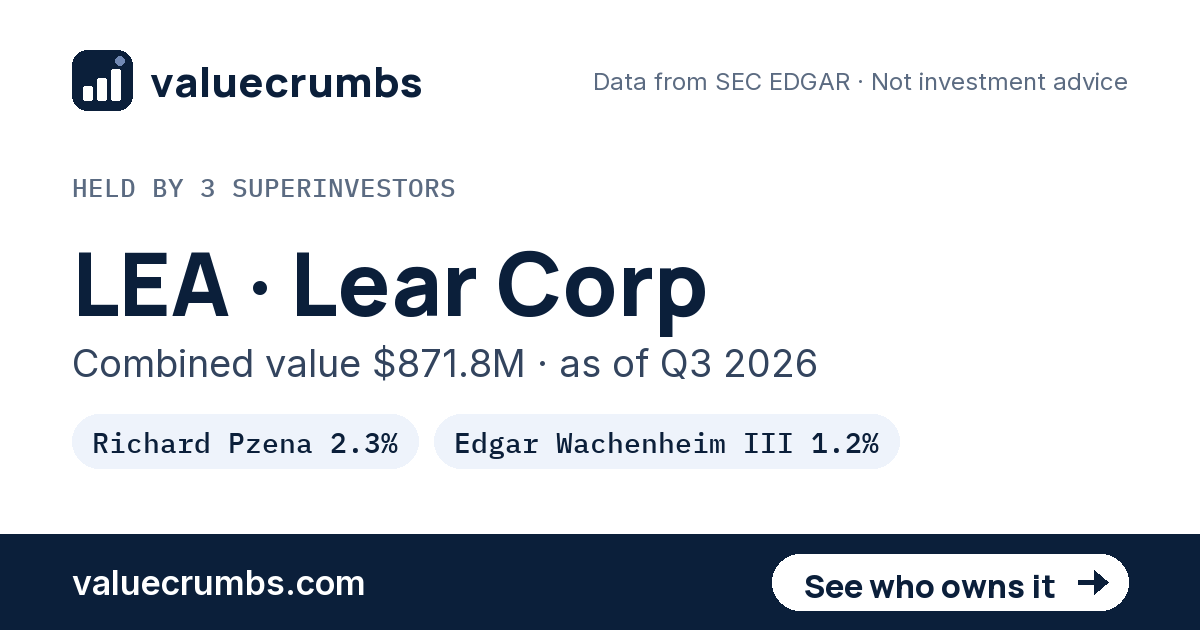 valuecrumbs
Data from SEC EDGAR · Not investment advice
HELD BY 3 SUPERINVESTORS
LEA · Lear Corp
Combined value $871.8M · as of Q3 2026
Richard Pzena 2.3%
Edgar Wachenheim III 1.2%
valuecrumbs.com
See who owns it →